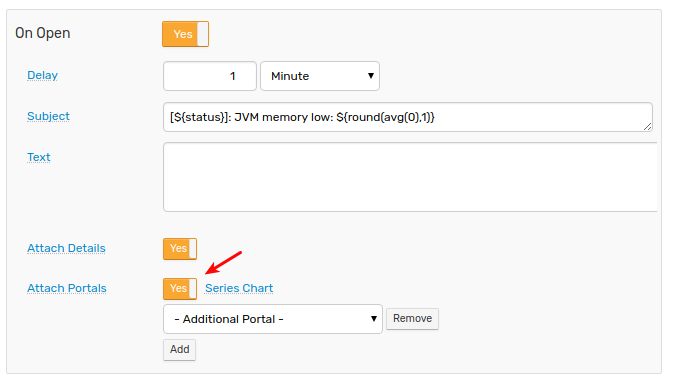 On Open Yes
Delay 1 Minute
Subject [${status}]: JVM memory low: ${round(avg(0),1)}
Text
Attach Details Yes
Attach Portals Yes Series Chart
- Additional Portal - Remove
Add